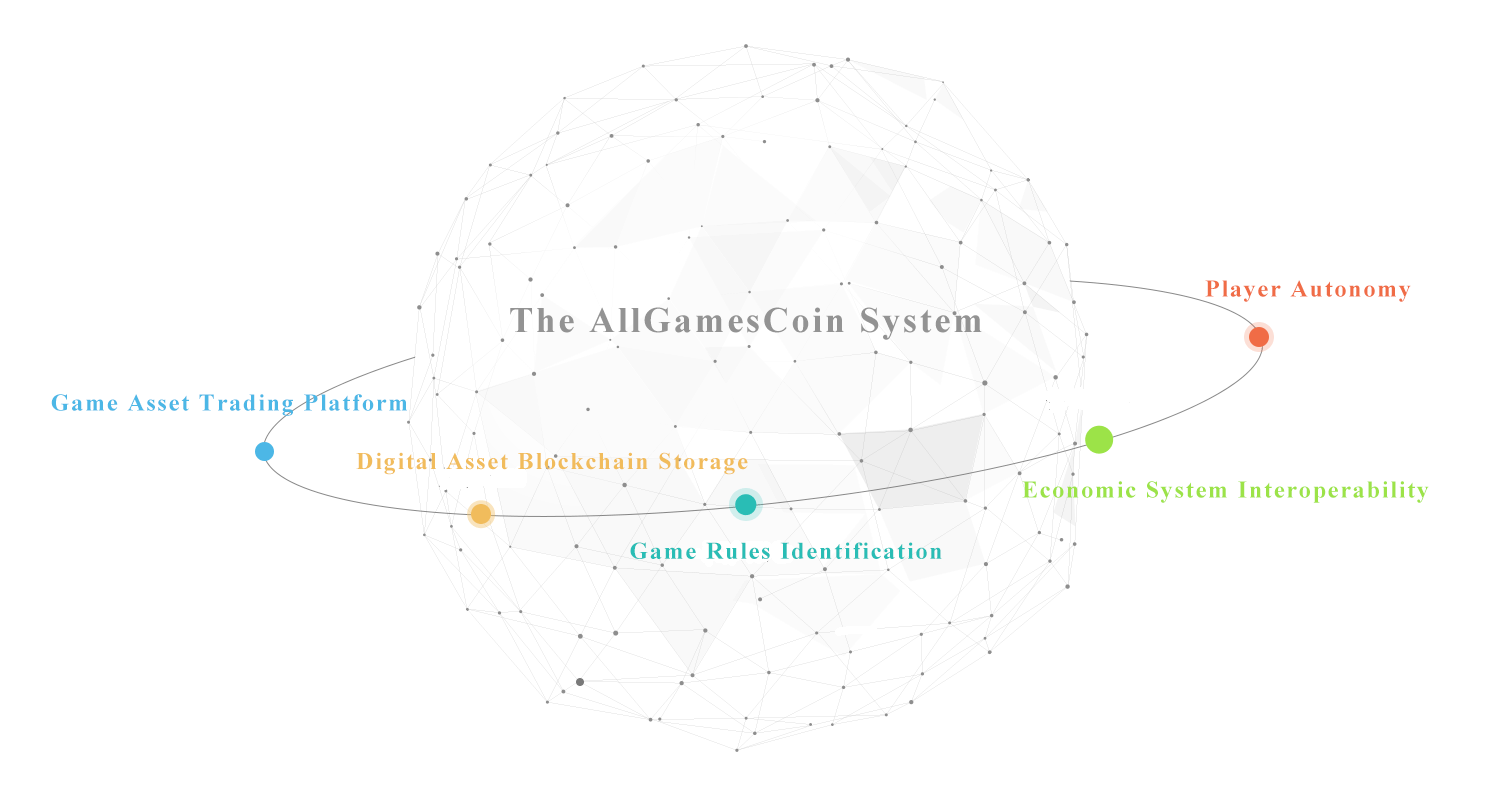 Player Autonomy
The AllGamesCoin System
Game Asset Trading Platform
Digital Asset Blockchain Storage
Economic System Interoperability
Game Rules Identification